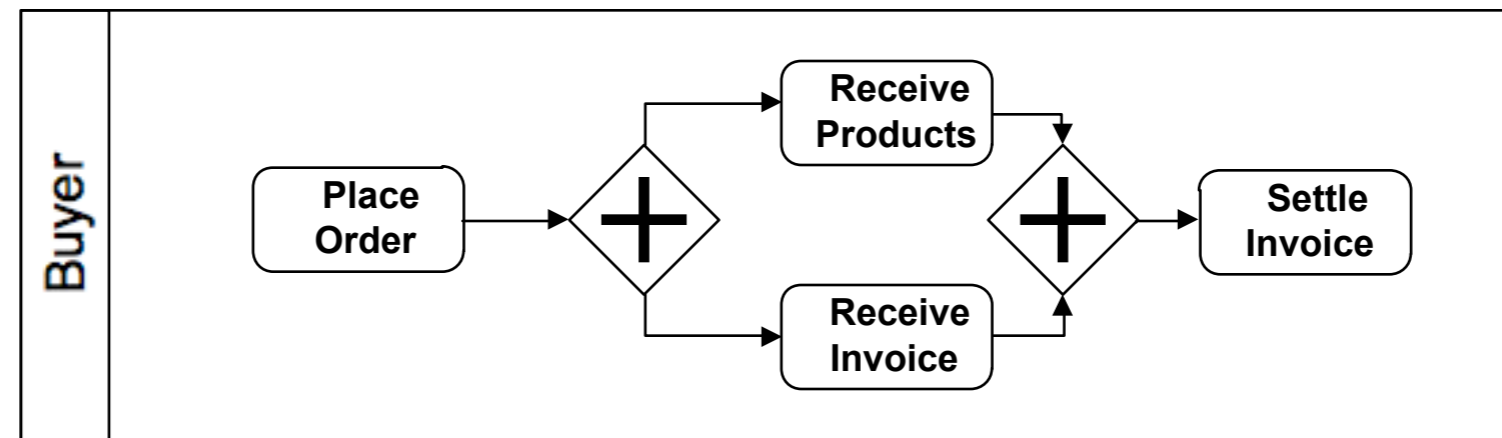 Buyer
Place
Order
Receive
Products
Receive
Invoice
Settle
Invoice